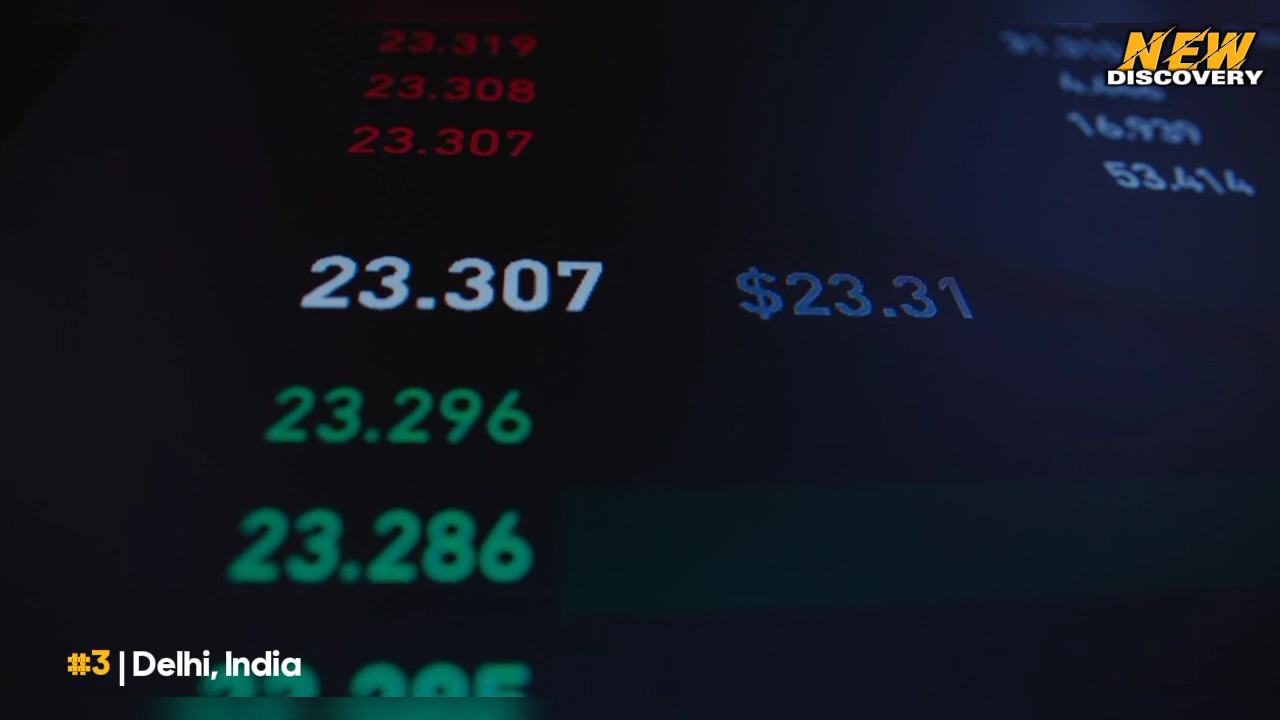 23.319
23.308
23.307
16.939
53.414
23.307 $23.31
23.296
23.286
NEW
DISCOVERY
#3 | Delhi, India